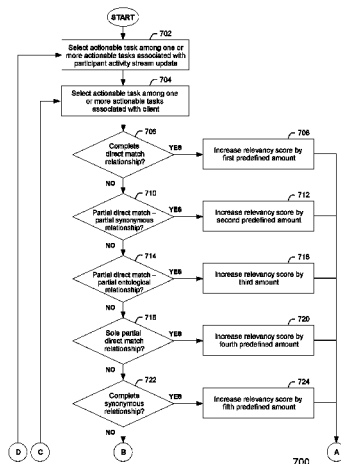 START
702
Select actionable task among one or
more actionable tasks associated with
participant activity stream update
704
Select actionable task among one
or more actionable tasks
associated with client
706
Complete
direct match
relationship?
YES
708
Increase relevancy score by
first predefined amount
NO
710
Partial direct match –
partial synonymous
relationship?
YES
712
Increase relevancy score by
second predefined amount
NO
714
Partial direct match –
partial ontological
relationship?
YES
716
Increase relevancy score by
third amount
NO
718
Sole partial
direct match
relationship?
YES
720
Increase relevancy score by
fourth predefined amount
NO
722
Complete
synonymous
relationship?
YES
724
Increase relevancy score by
fifth predefined amount
NO
D
C
B
A
700